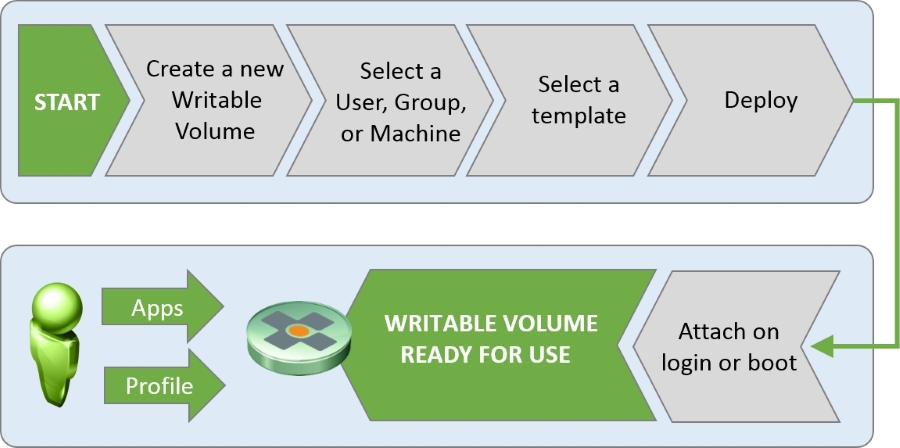 START
Create a new
Writable
Volume
Select a
User, Group,
or Machine
Select a
template
Deploy
Apps
Profile
WRITABLE VOLUME
READY FOR USE
Attach on
login or boot